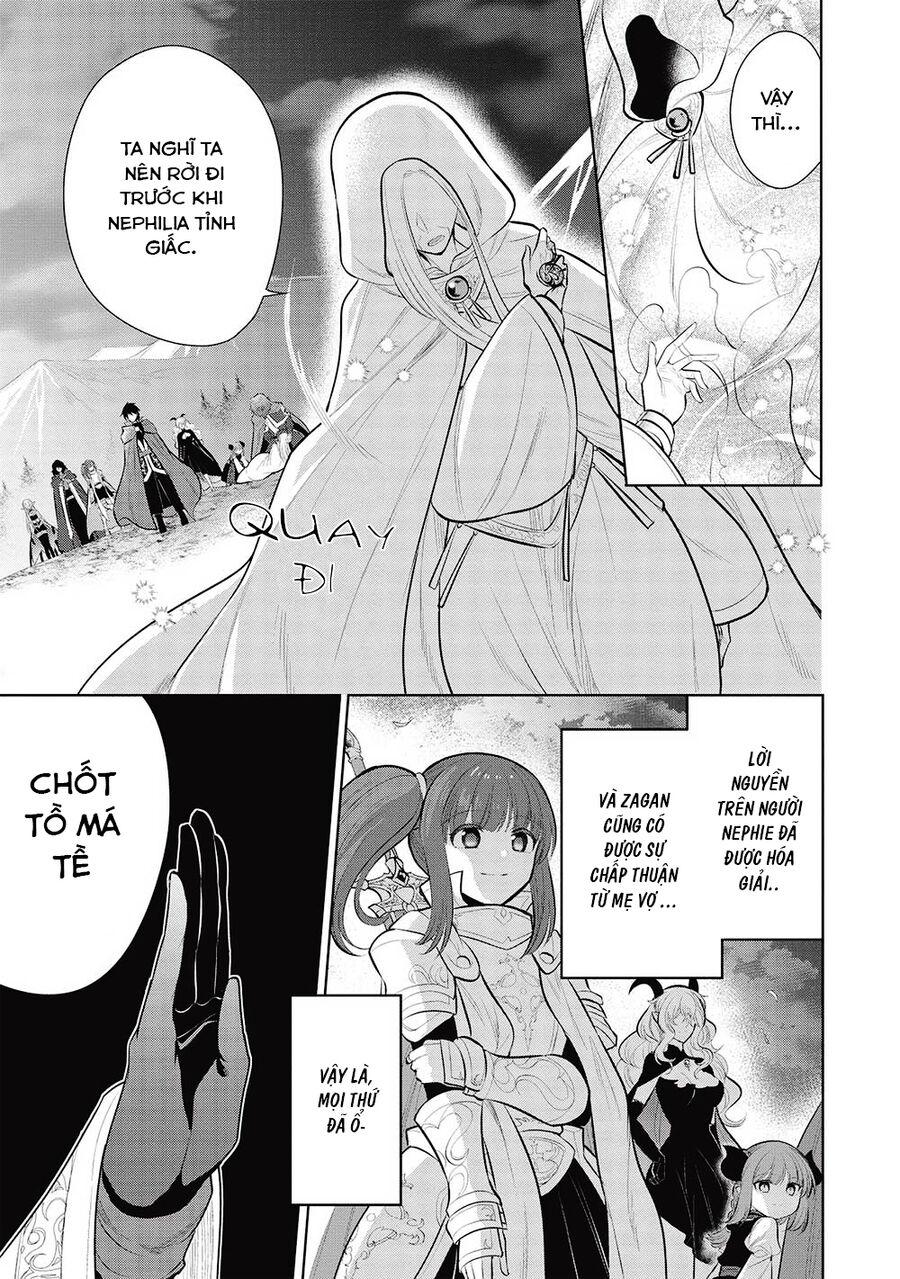 VẬY
THÌ...
TA NGHĨ TA
NÊN RỜI ĐI
TRƯỚC KHI
NEPHILIA TỈNH
GIẤC.
QUAY
ĐI
LỜI
NGUYỀN
TRÊN NGƯỜI
NEPHIE ĐÃ
ĐƯỢC HÓA
GIẢI..
VÀ ZAGAN
CŨNG CÓ
ĐƯỢC SỰ
CHẤP THUẬN
TỪ MẸ VỢ ...
VẬY LÀ,
MỌI THỨ
ĐÃ Ổ-
CHỐT
TỒ MÁ
TỀ